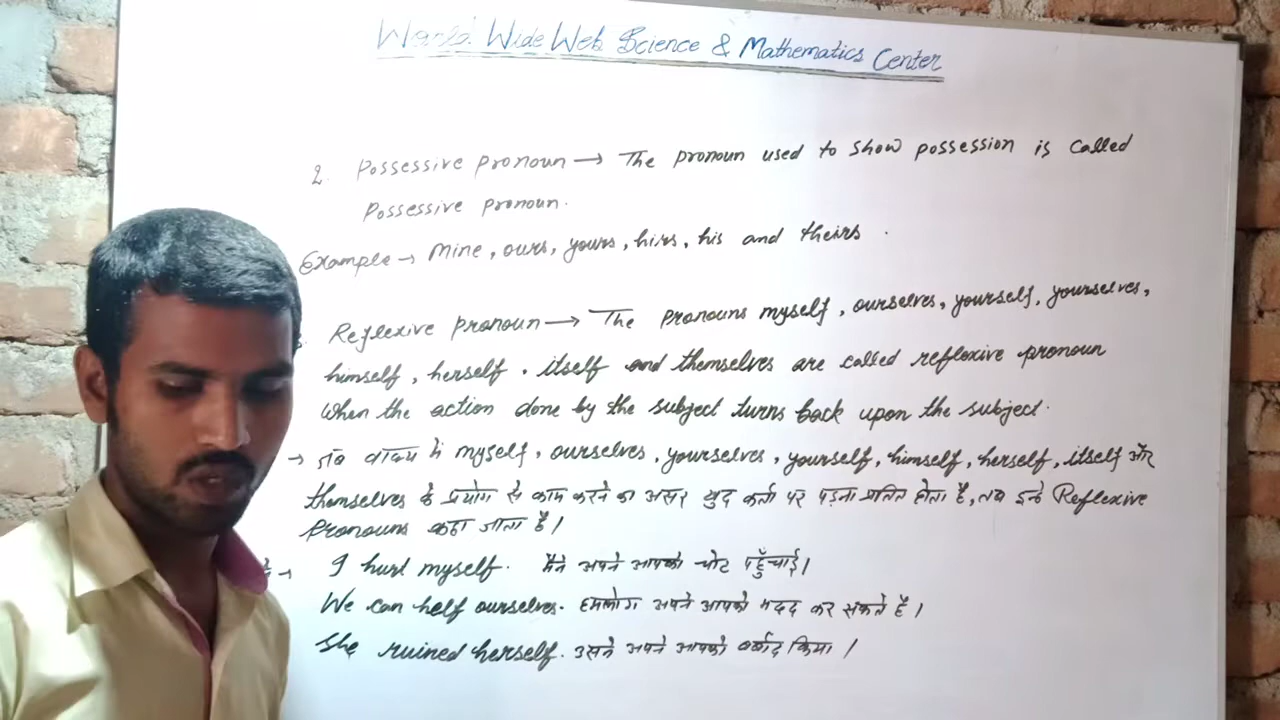 World Wide Web Science & Mathematics Center
2. Possessive pronoun → The pronoun used to show possession is called
Possessive pronoun.
Example → Mine, ours, yours, hirs, his and theirs.
Reflexive pronoun → The pronouns myself, ourselves, yourself, yourselves,
himself, herself, itself and themselves are called reflexive pronoun
when the action done by the subject turns back upon the subject.
→ जब वाक्य में myself, ourselves, yourselves, yourself, himself, herself, itself और
themselves के प्रयोग से काम करने का असर खुद कर्ता पर पड़ना प्रतित होता है, तब इन्हे Reflexive
Pronouns कहा जाता है।
→ I hurt myself. मैंने अपने आपको चोट पहुँचाई।
We can half ourselves. हमलोग अपने आपको मदद कर सकते है।
She ruined herself. उसने अपने आपको बर्बाद किया।